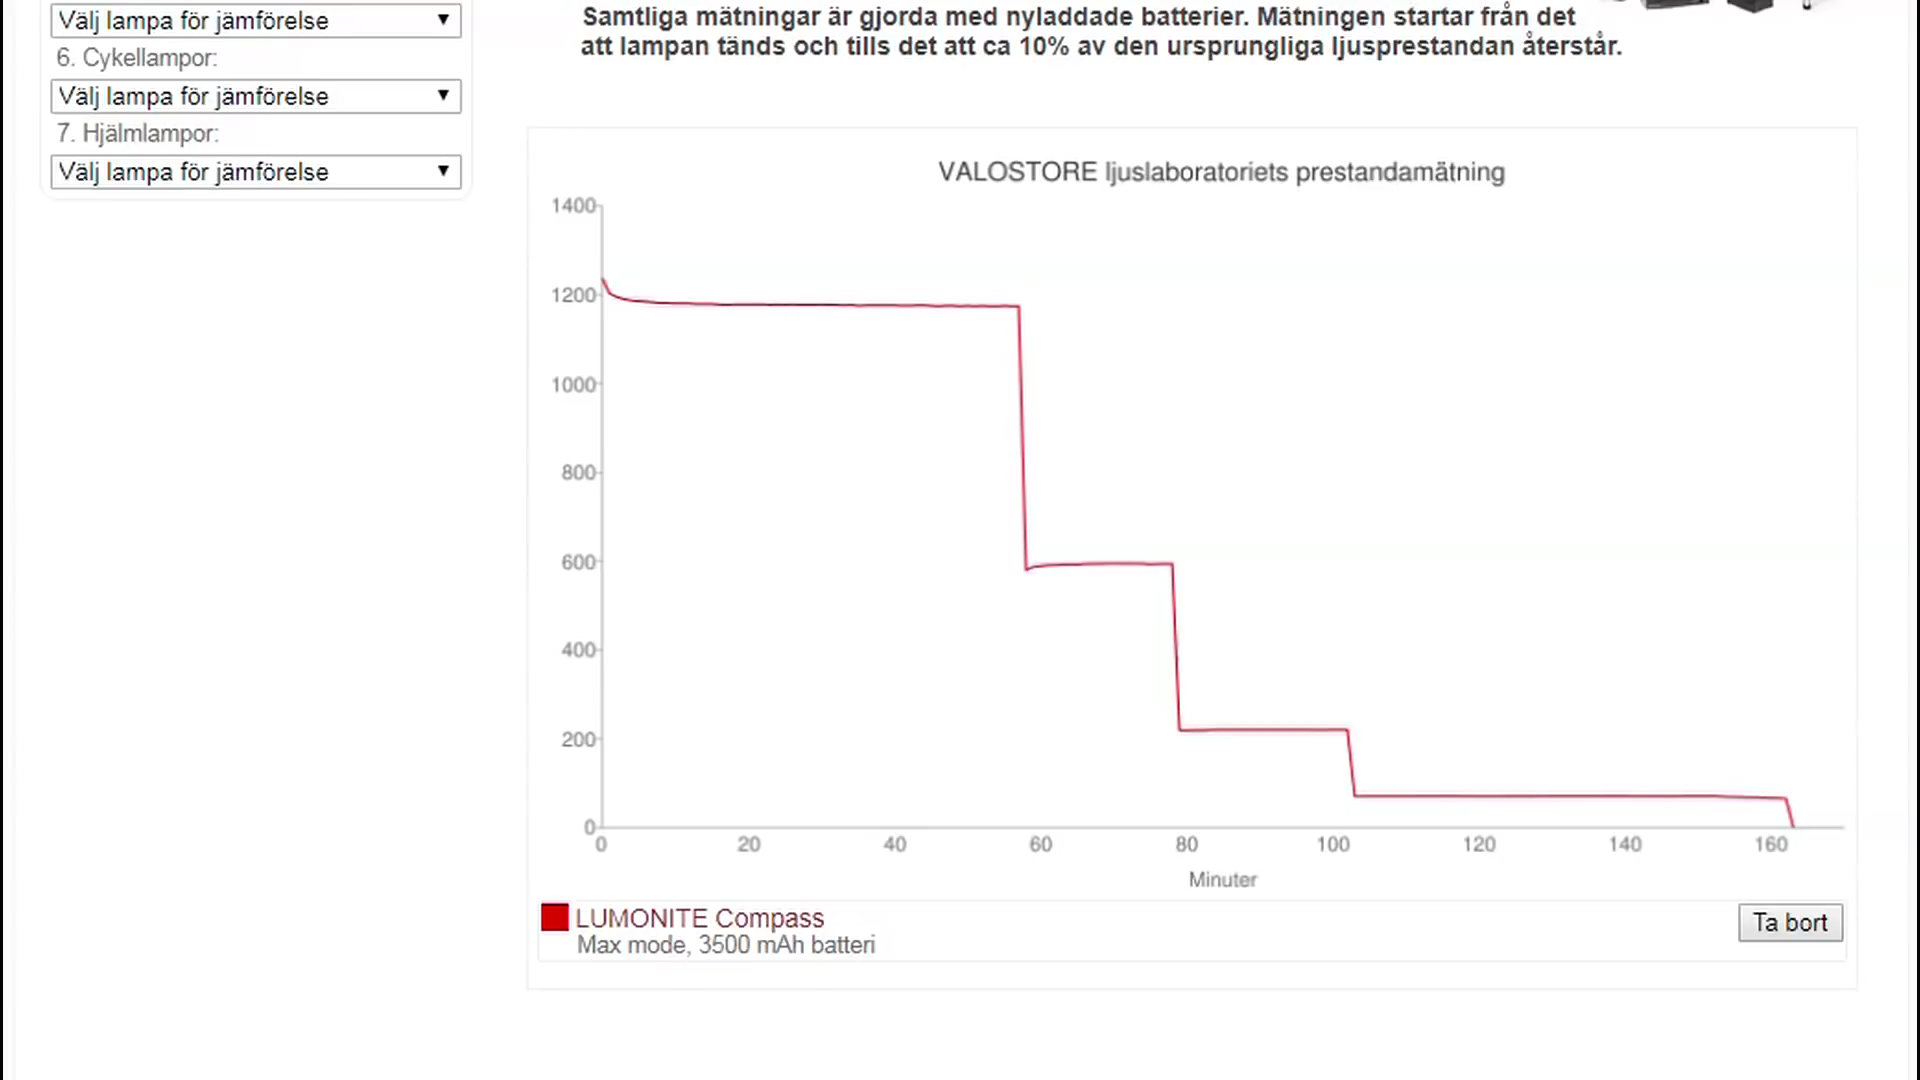 Välj lampa för jämförelse
6. Cykellampor:
Välj lampa för jämförelse
7. Hjälmlampor:
Välj lampa för jämförelse
Samtliga mätningar är gjorda med nyladdade batterier. Mätningen startar från det
att lampan tänds och tills det att ca 10% av den ursprungliga ljusprestandan återstår.
VALOSTORE ljuslaboratoriets prestandamätning
1400
1200
1000
800
600
400
200
0
0 20 40 60 80 100 120 140 160
Minuter
LUMONITE Compass
Max mode, 3500 mAh batteri
Ta bort